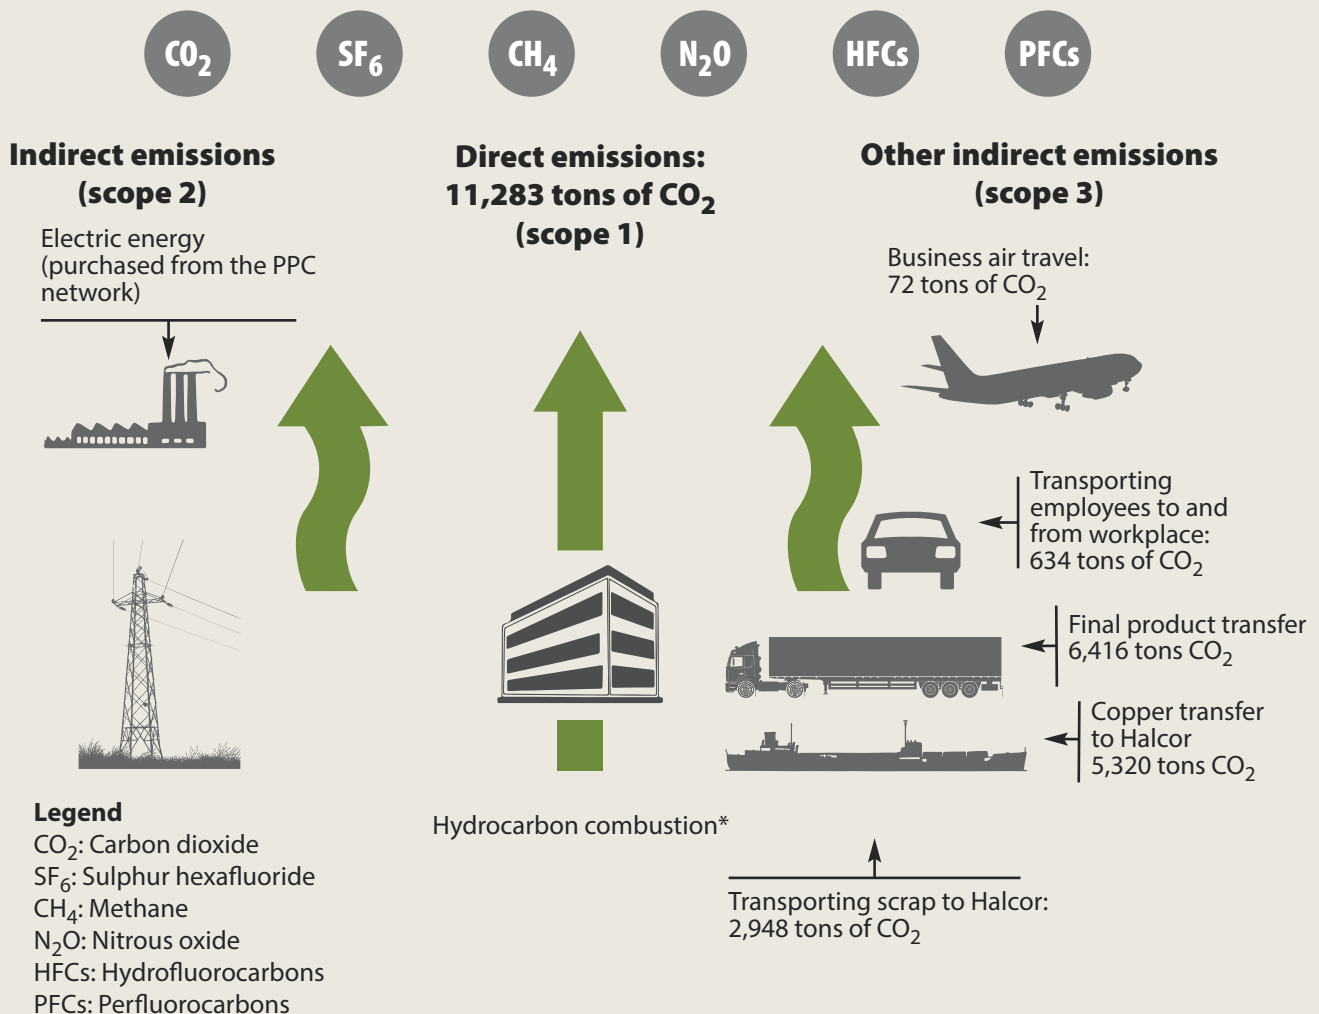 CO₂ SF₆ CH₄ N₂O HFCs PFCs
Indirect emissions
(scope 2)
Electric energy
(purchased from the PPC
network)
Direct emissions:
11,283 tons of CO₂
(scope 1)
Other indirect emissions
(scope 3)
Business air travel:
72 tons of CO₂
Transporting
employees to and
from workplace:
634 tons of CO₂
Final product transfer
6,416 tons CO₂
Copper transfer
to Halcor
5,320 tons CO₂
Hydrocarbon combustion*
Transporting scrap to Halcor:
2,948 tons of CO₂
Legend
CO₂: Carbon dioxide
SF₆: Sulphur hexafluoride
CH₄: Methane
N₂O: Nitrous oxide
HFCs: Hydrofluorocarbons
PFCs: Perfluorocarbons